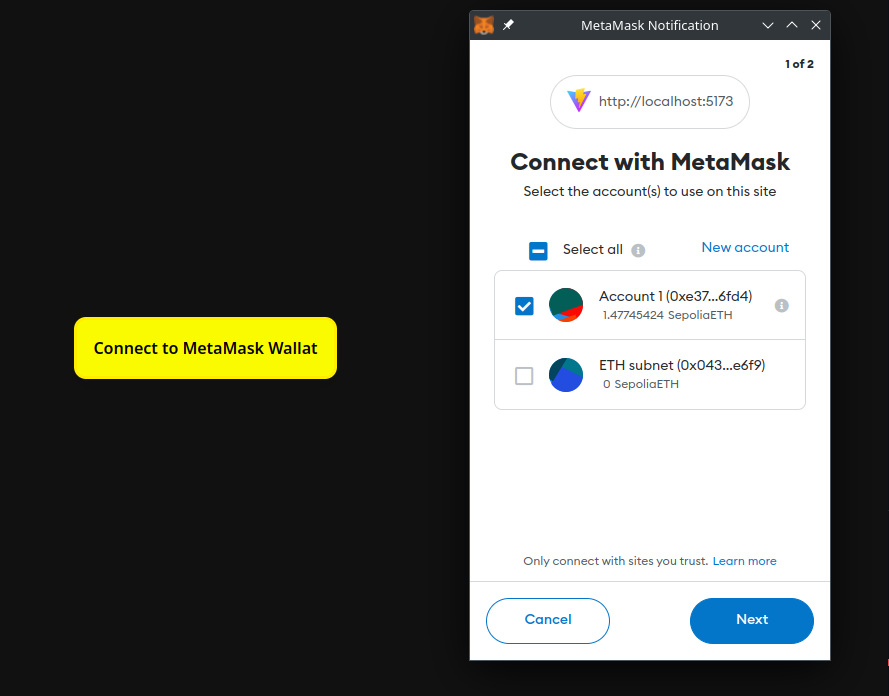 MetaMask Notification
1 of 2
http://localhost:5173
Connect with MetaMask
Select the account(s) to use on this site
Select all
New account
Account 1 (0xe37...6fd4)
1.47745424 SepoliaETH
Connect to MetaMask Wallat
ETH subnet (0x043...e6f9)
0 SepoliaETH
Only connect with sites you trust. Learn more
Cancel
Next